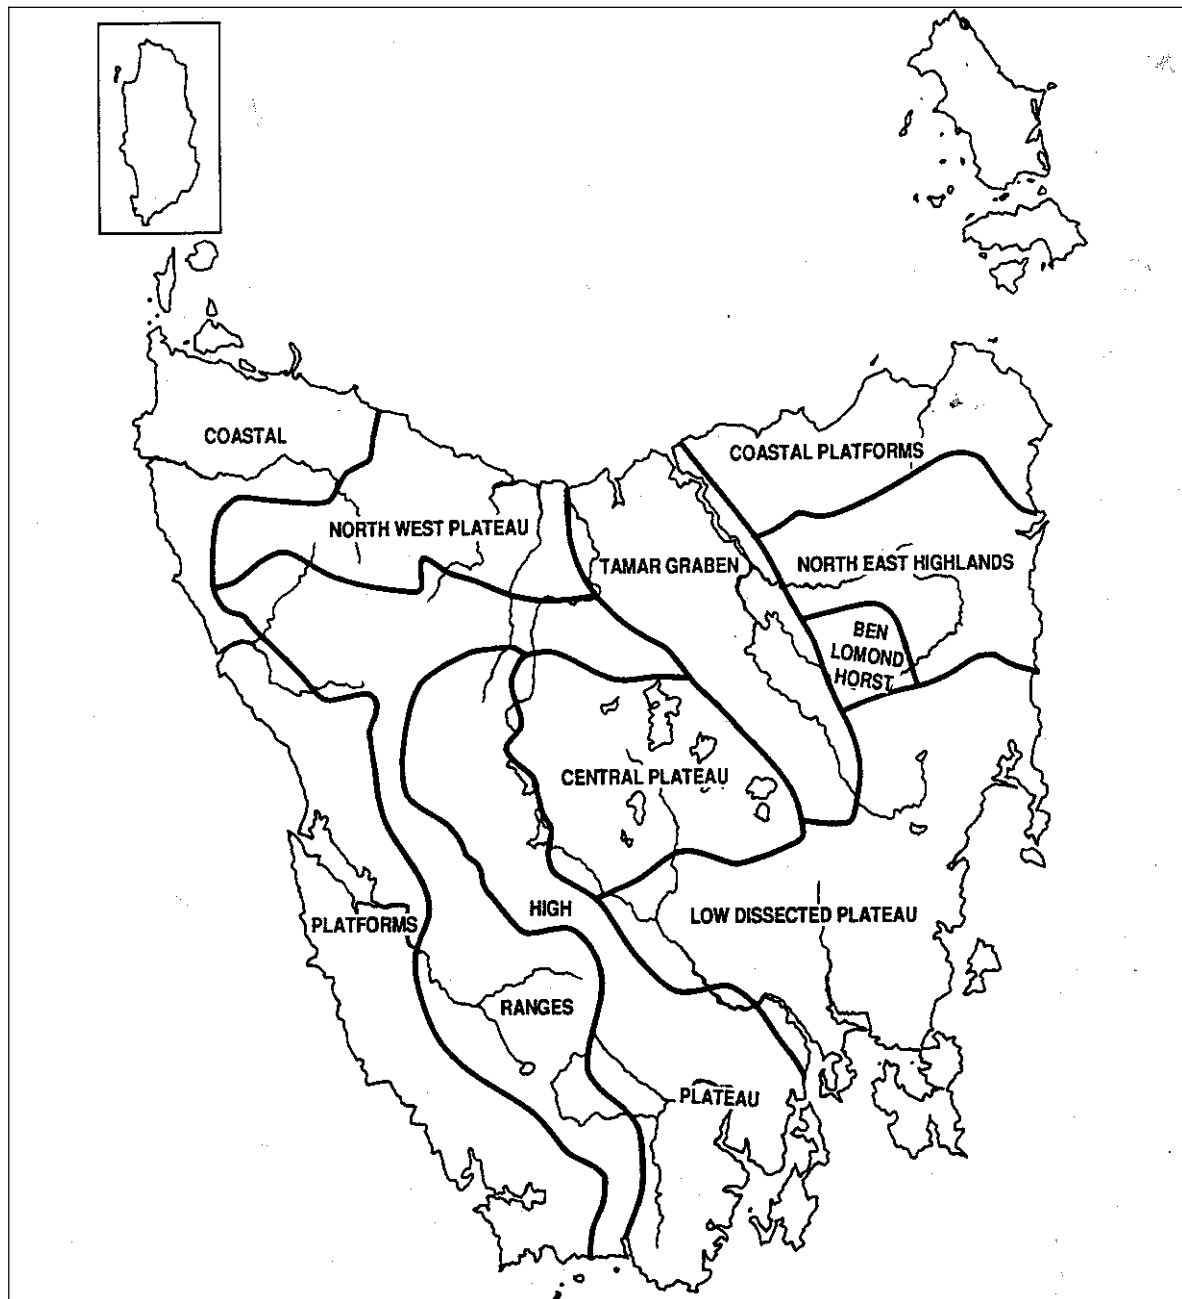 COASTAL
COASTAL PLATFORMS
NORTH WEST PLATEAU
TAMAR GRABEN
NORTH EAST HIGHLANDS
BEN
LOMOND
HORST
CENTRAL PLATEAU
PLATFORMS
HIGH
LOW DISSECTED PLATEAU
RANGES
PLATEAU